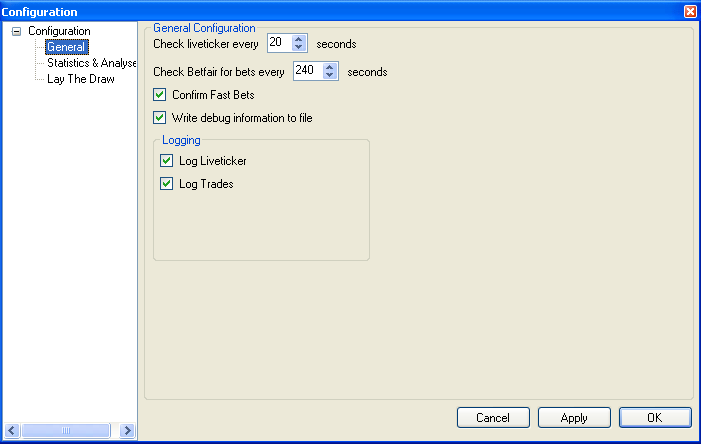 Configuration
Configuration
General
Statistics & Analyse
Lay The Draw
General Configuration
Check liveticker every 20 seconds
Check Betfair for bets every 240 seconds
Confirm Fast Bets
Write debug information to file
Logging
Log Liveticker
Log Trades
Cancel Apply OK